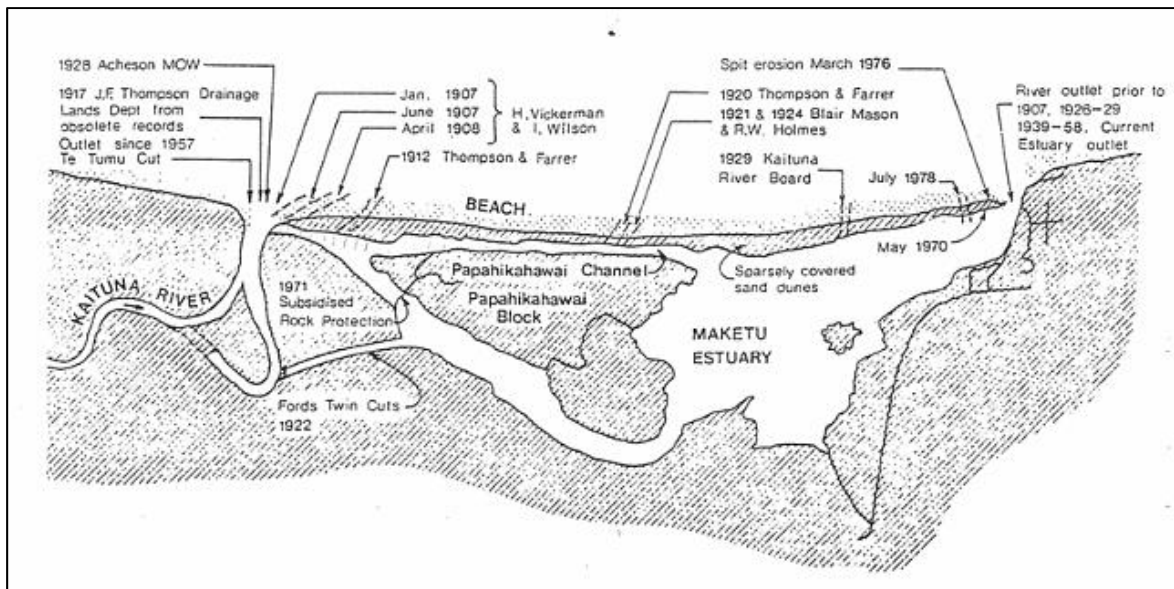 1928 Acheson MOW
1917 J.F. Thompson Drainage
Lands Dept from
obsolete records
Outlet since 1957
Te Tumu Cut
Jan. 1907
June 1907
April 1908
H. Vickerman
& I. Wilson
1912 Thompson & Farrer
BEACH
Spit erosion March 1976
1920 Thompson & Farrer
1921 & 1924 Blair Mason
& R.W. Holmes
1929 Kaituna
River Board
July 1978
River outlet prior to
1907, 1926-29
1939-58. Current
Estuary outlet
May 1970
KAITUNA RIVER
1971
Subsidised
Rock Protection
Papahikahawai Channel
Papahikahawai
Block
Sparsely covered
sand dunes
MAKETU
ESTUARY
Fords Twin Cuts
1922